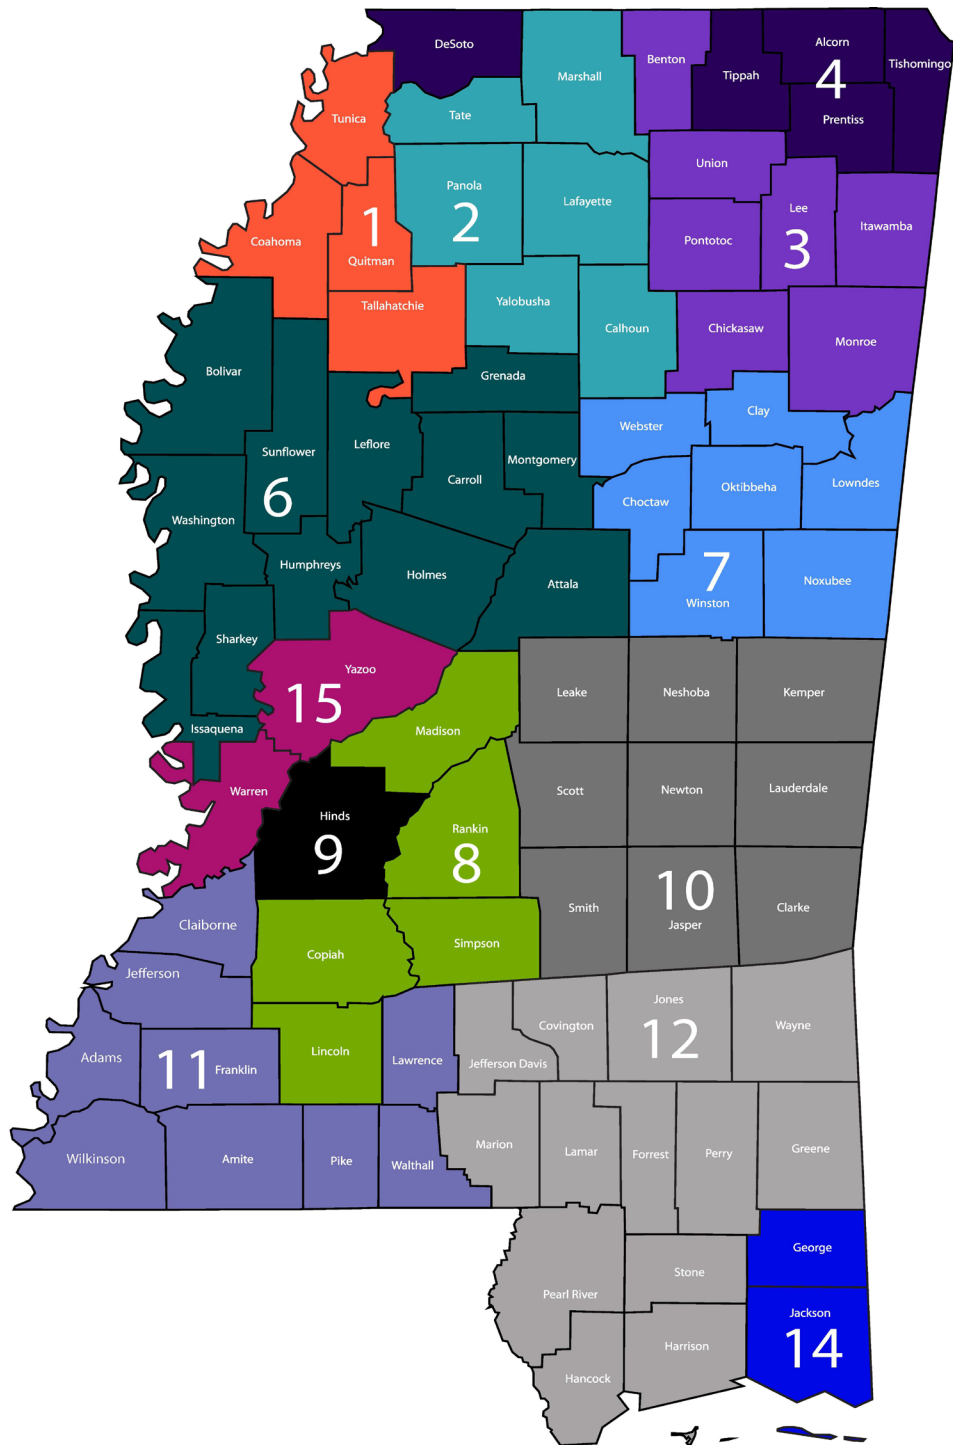 DeSoto
Marshall
Benton
Tippah
Alcorn
4
Tishomingo
Prentiss
Tunica
Tate
Panola
2
Lafayette
Union
Lee
3
Itawamba
Pontotoc
Coahoma
1
Quitman
Tallahatchie
Yalobusha
Calhoun
Chickasaw
Monroe
Bolivar
Grenada
Sunflower
6
Leflore
Carroll
Montgomery
Webster
Clay
Choctaw
Oktibbeha
Lowndes
Washington
Humphreys
Holmes
Attala
7
Winston
Noxubee
Sharkey
Issaquena
Yazoo
15
Madison
Leake
Neshoba
Kemper
Warren
Hinds
9
Rankin
8
Scott
Newton
Lauderdale
Smith
10
Jasper
Clarke
Claiborne
Copiah
Simpson
Jefferson
Adams
11
Franklin
Lincoln
Lawrence
Jefferson Davis
Covington
Jones
12
Wayne
Wilkinson
Amite
Pike
Walthall
Marion
Lamar
Forrest
Perry
Greene
George
Pearl River
Stone
Jackson
14
Harrison
Hancock